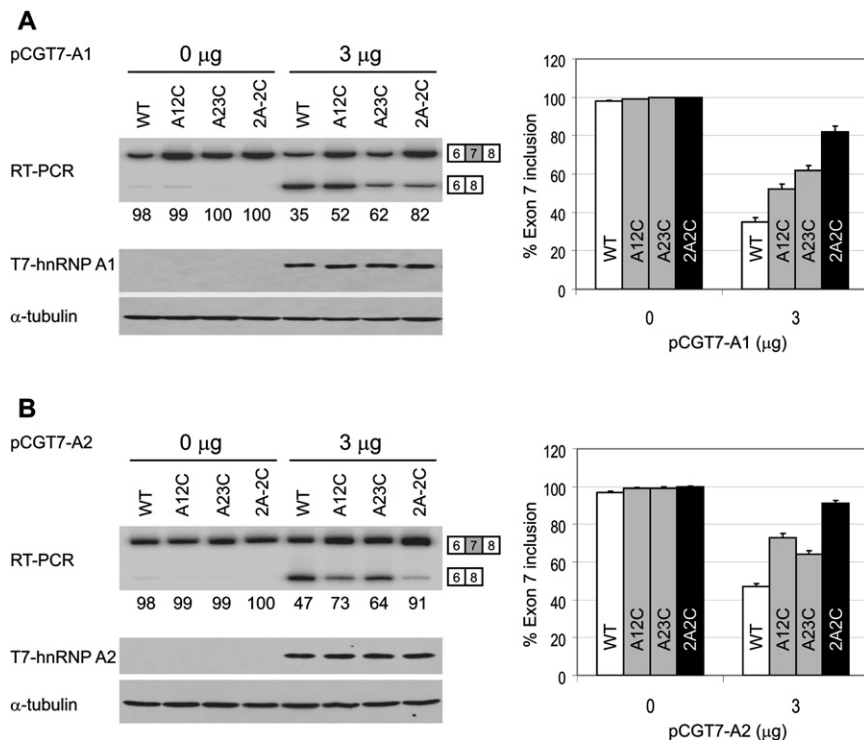 A
pCGT7-A1
0 µg
3 µg
WT
A12C
A23C
2A-2C
WT
A12C
A23C
2A-2C
RT-PCR
6 7 8
6 8
98 99 100 100 35 52 62 82
T7-hnRNP A1
α-tubulin
% Exon 7 inclusion
120
100
80
60
40
20
0
WT
A12C
A23C
2A2C
WT
A12C
A23C
2A2C
0 3
pCGT7-A1 (µg)
B
pCGT7-A2
0 µg
3 µg
WT
A12C
A23C
2A-2C
WT
A12C
A23C
2A-2C
RT-PCR
6 7 8
6 8
98 99 99 100 47 73 64 91
T7-hnRNP A2
α-tubulin
% Exon 7 inclusion
120
100
80
60
40
20
0
WT
A12C
A23C
2A2C
WT
A12C
A23C
2A2C
0 3
pCGT7-A2 (µg)